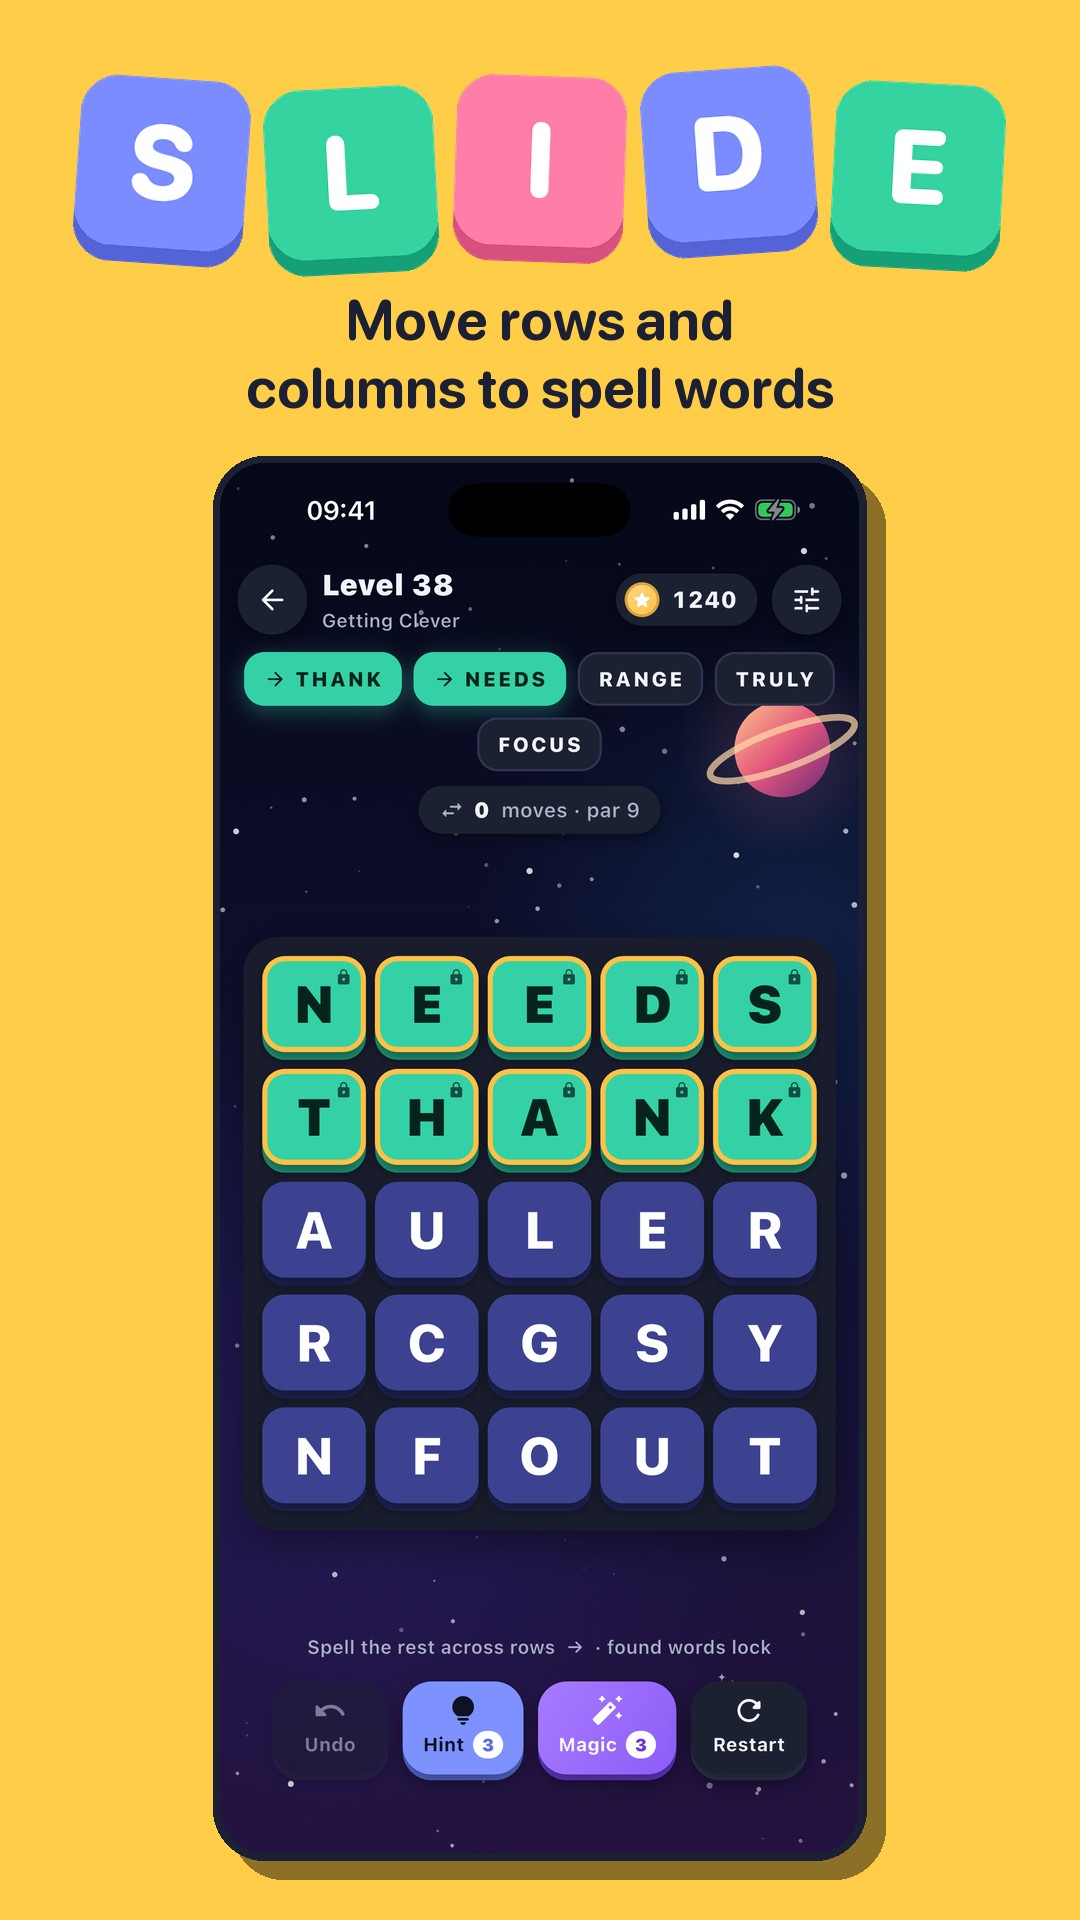 SLIDE
Move rows and
columns to spell words
09:41
Level 38
Getting Clever
1240
→ THANK → NEEDS RANGE TRULY
FOCUS
0 moves · par 9
N E E D S
T H A N K
A U L E R
R C G S Y
N F O U T
Spell the rest across rows → · found words lock
Undo Hint 3 Magic 3 Restart